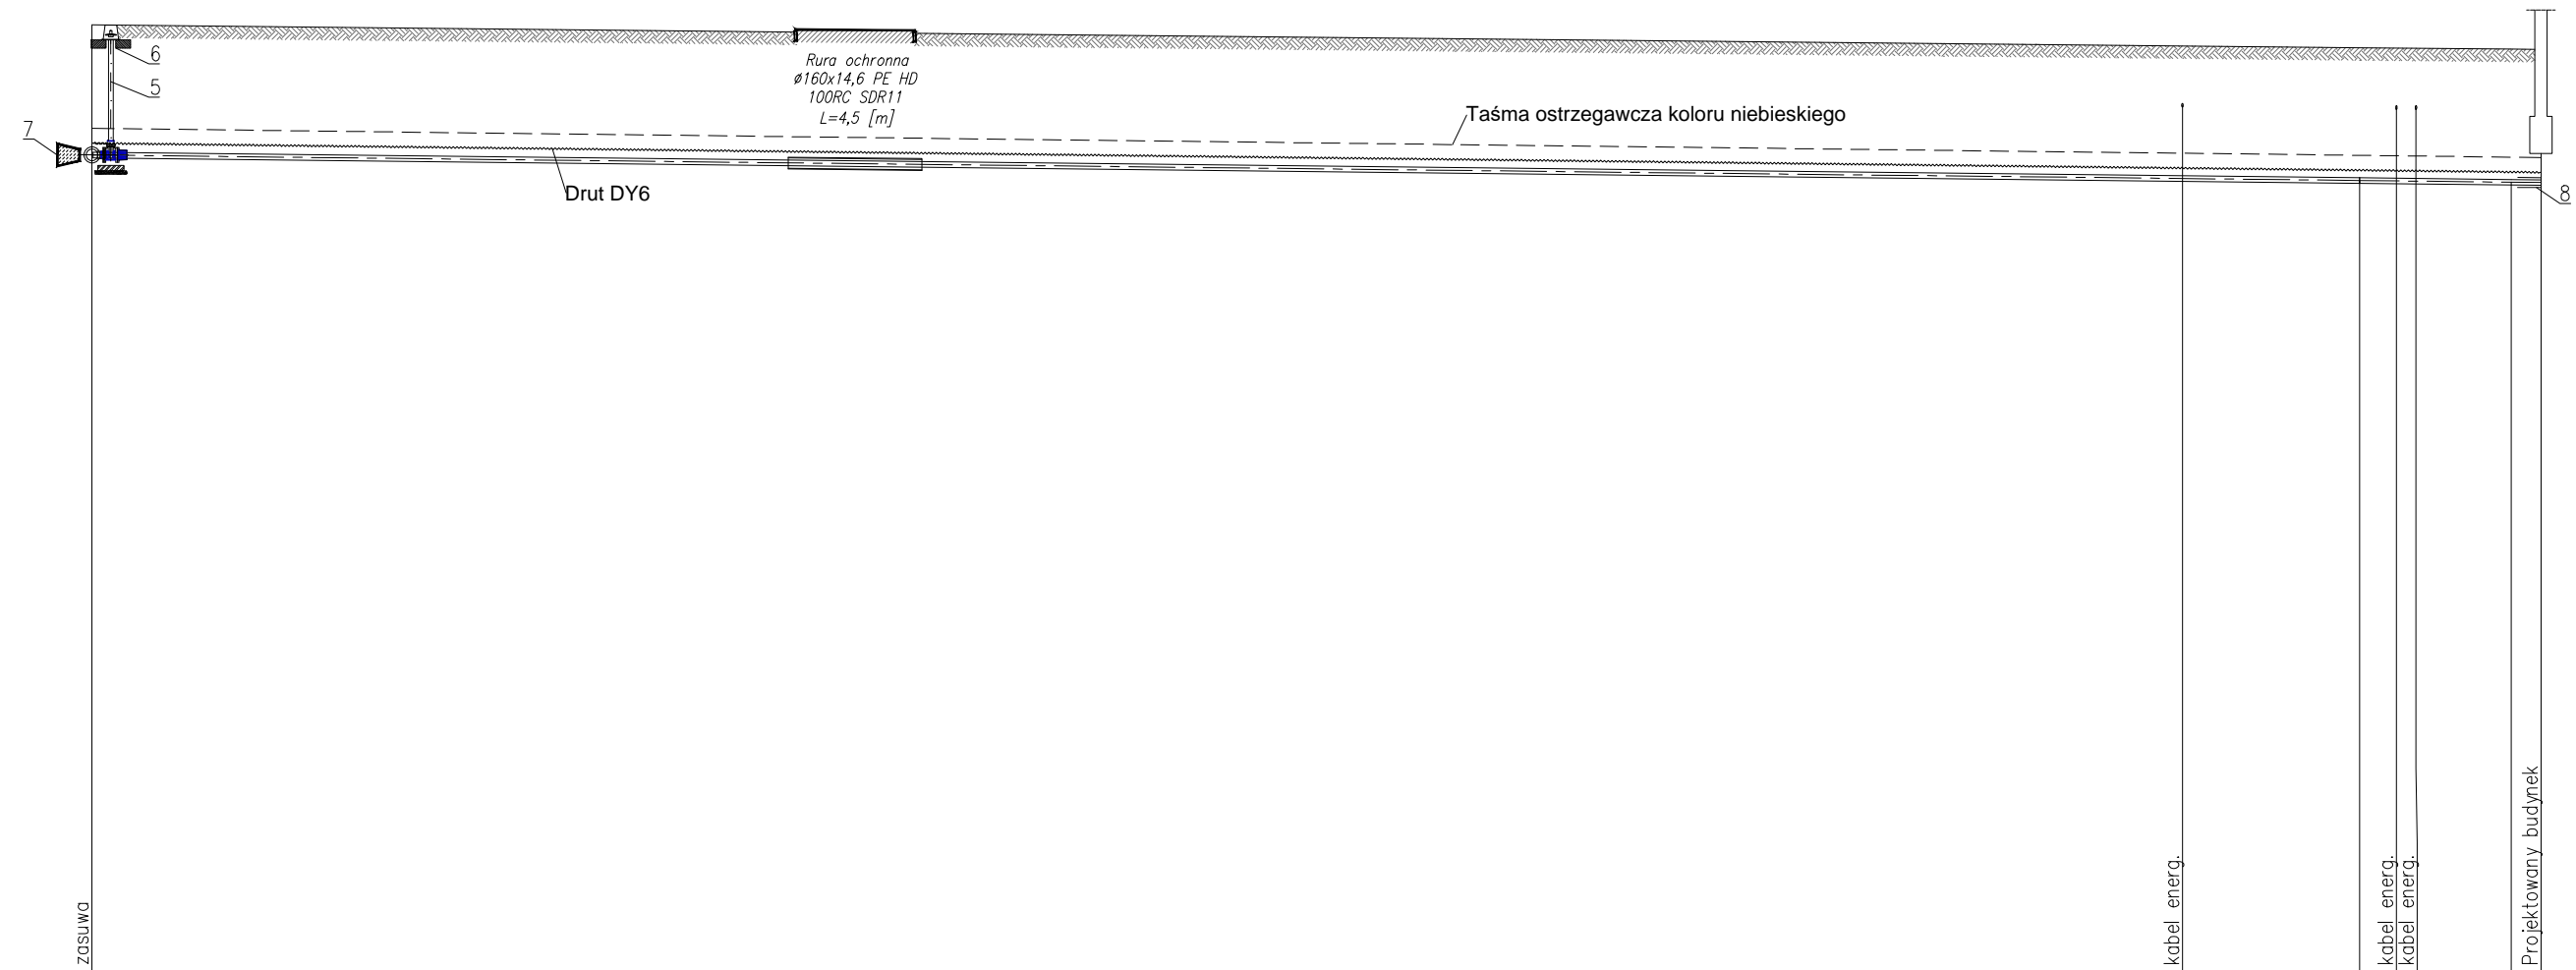 6
5
7
Rura ochronna
ø160x14,6 PE HD
100RC SDR11
L=4,5 [m]
Taśma ostrzegawcza koloru niebieskiego
Drut DY6
8
zasuwa
kabel energ.
kabel energ.
kabel energ.
Projektowany budynek